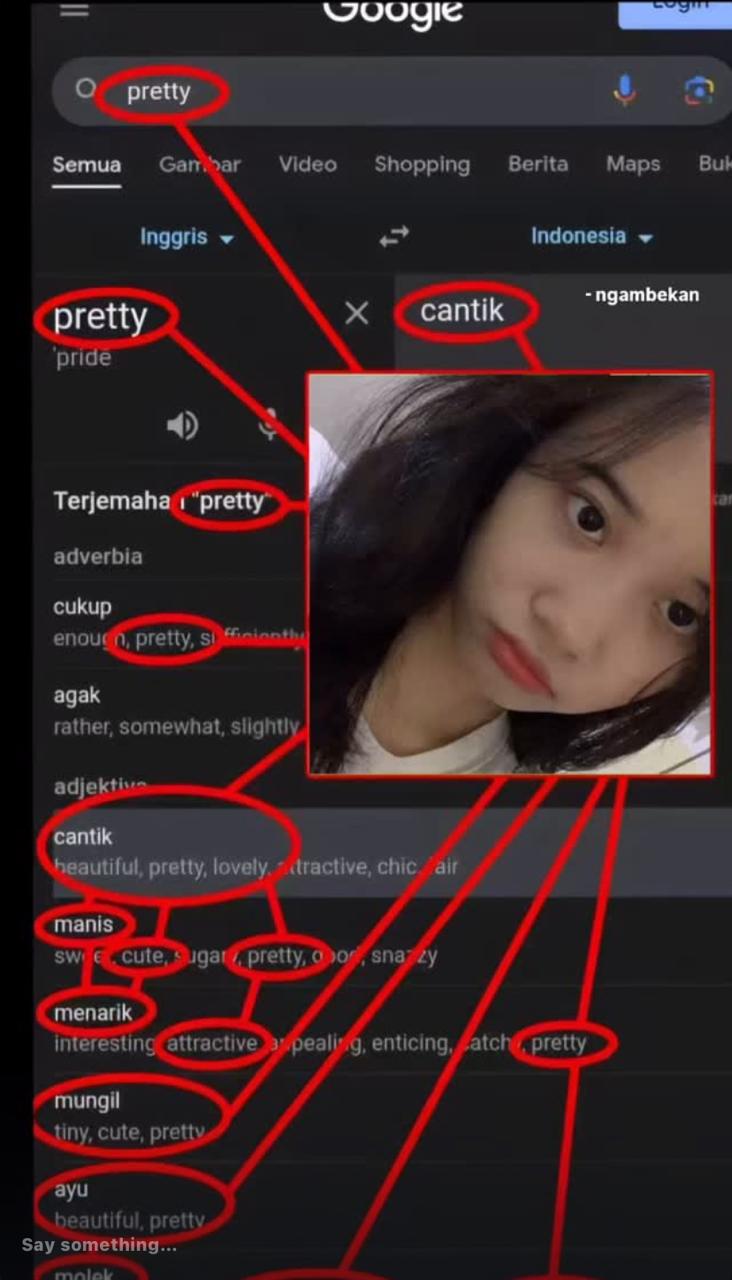 Google
Login
pretty
Semua Gambar Video Shopping Berita Maps
Inggris Indonesia
pretty cantik - ngambekan
'pridē
Terjemahan "pretty"
adverbia
cukup
enough, pretty, sufficiently
agak
rather, somewhat, slightly
adjektiva
cantik
beautiful, pretty, lovely, attractive, chic, fair
manis
sweet, cute, sugary, pretty, good, snazzy
menarik
interesting, attractive, appealing, enticing, catchy, pretty
mungil
tiny, cute, pretty
ayu
beautiful, pretty
Say something...
molek